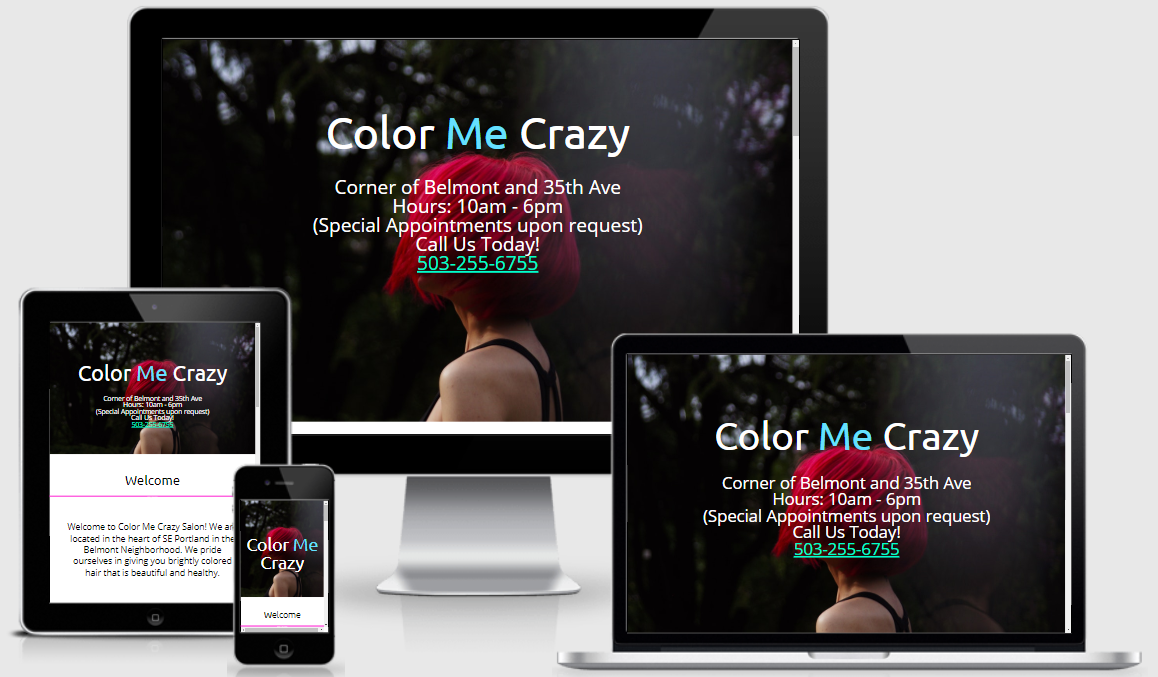 Color Me Crazy
Corner of Belmont and 35th Ave
Hours: 10am - 6pm
(Special Appointments upon request)
Call Us Today!
503-255-6755
Color Me Crazy
Corner of Belmont and 35th Ave
Hours: 10am - 6pm
(Special Appointments upon request)
Call Us Today!
503-255-6755
Welcome
Welcome to Color Me Crazy Salon! We are
located in the heart of SE Portland in the
Belmont Neighborhood. We pride
ourselves in giving you brightly colored
hair that is beautiful and healthy.
Color Me
Crazy
Welcome
Color Me Crazy
Corner of Belmont and 35th Ave
Hours: 10am - 6pm
(Special Appointments upon request)
Call Us Today!
503-255-6755